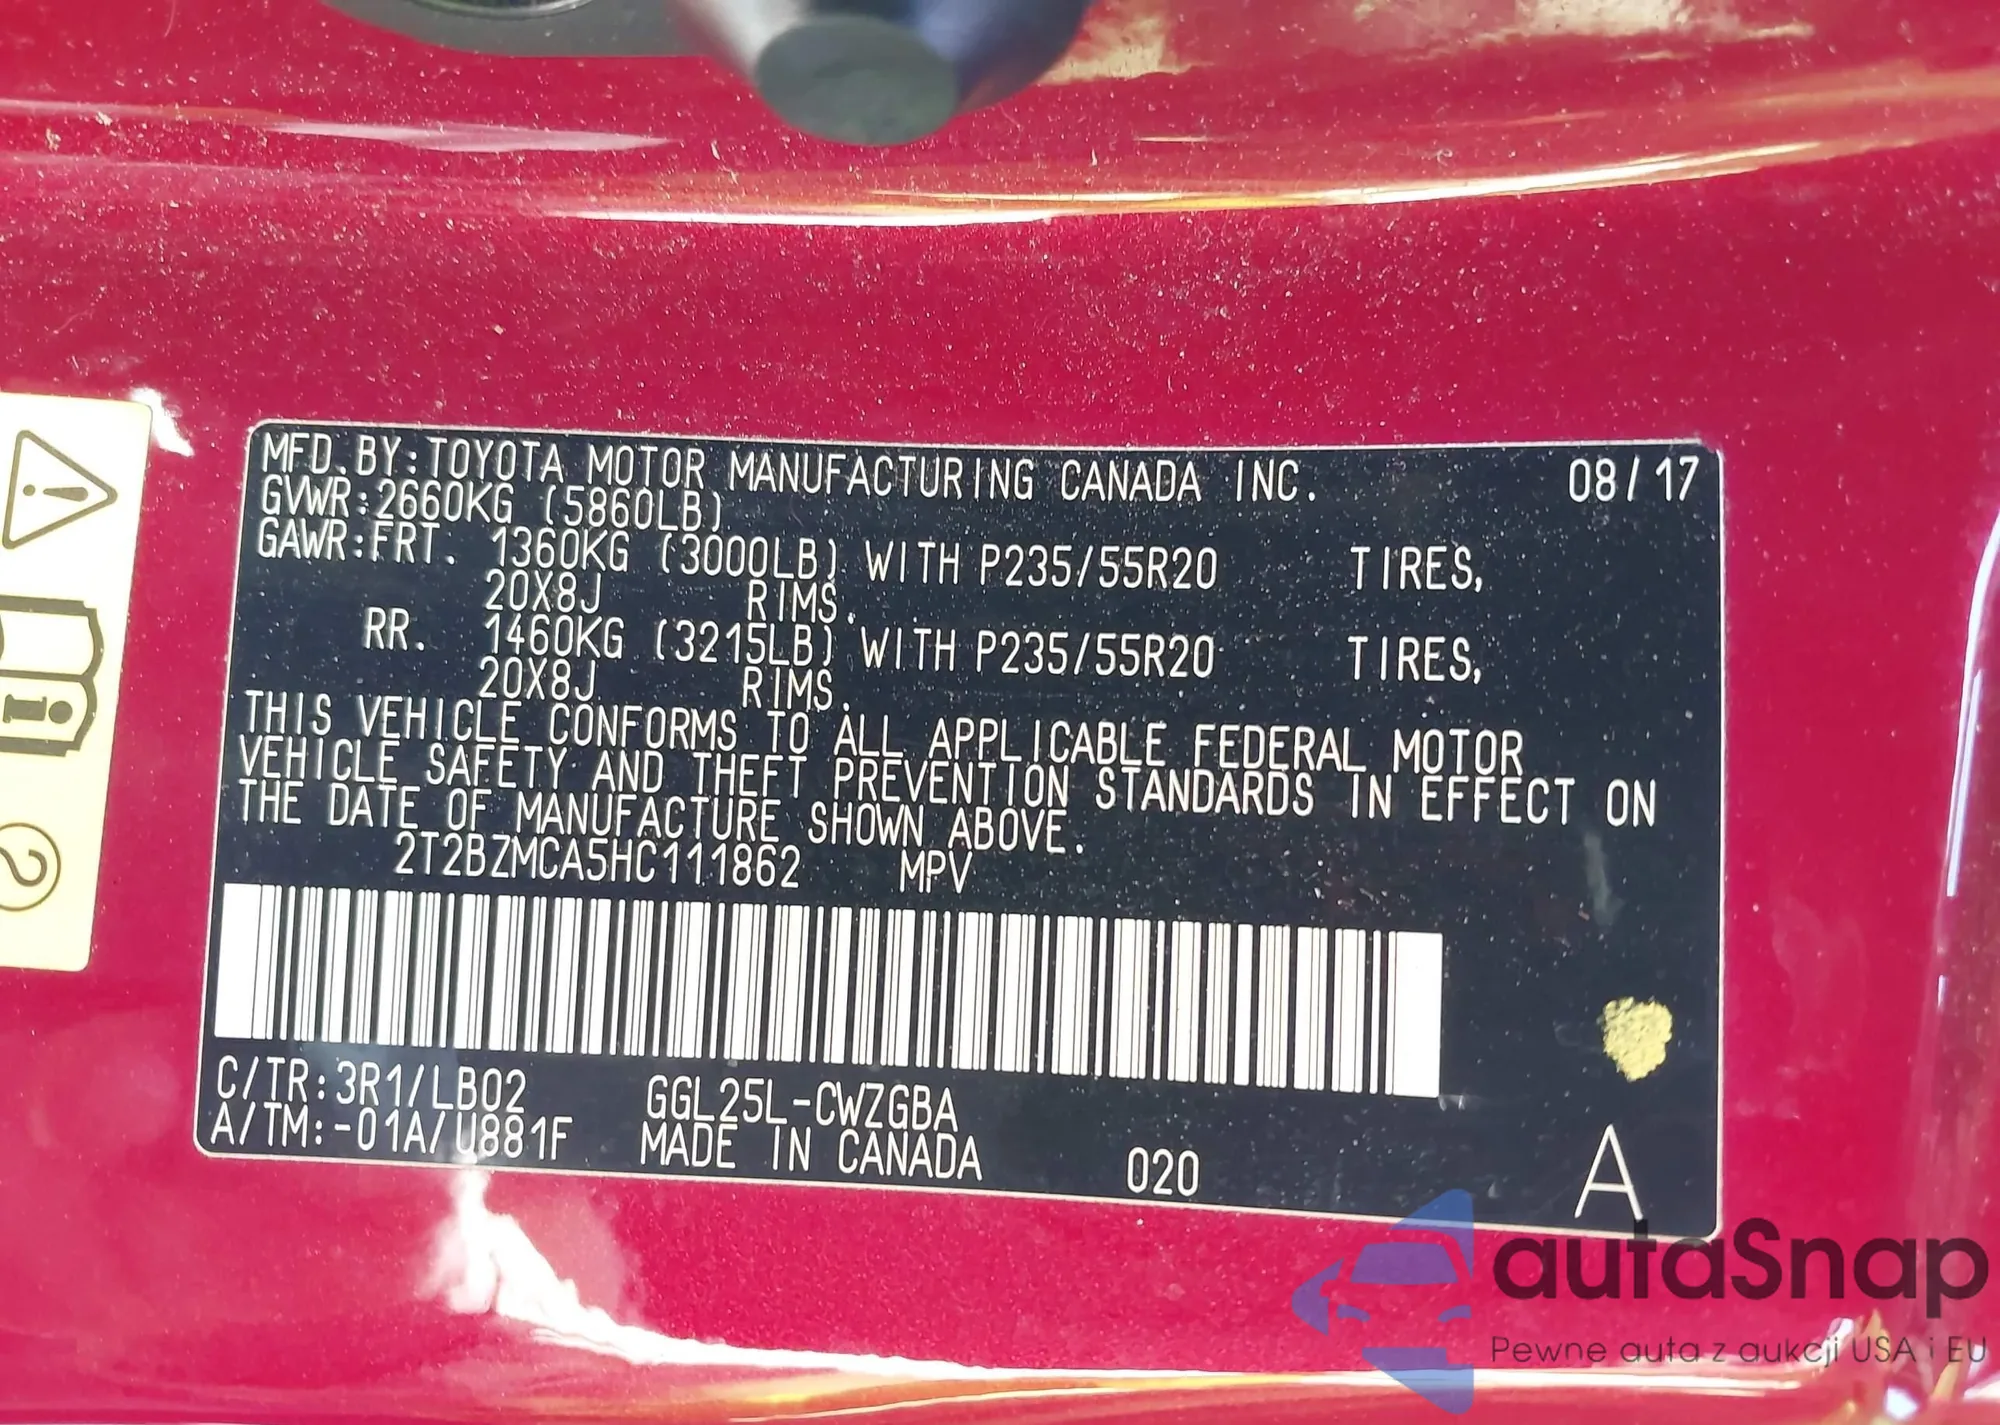 MFD.BY:TOYOTA MOTOR MANUFACTURING CANADA INC. 08/17
GVWR:2660KG (5860LB)
GAWR:FRT. 1360KG (3000LB) WITH P235/55R20 TIRES,
20X8J RIMS.
RR. 1460KG (3215LB) WITH P235/55R20 TIRES,
20X8J RIMS.
THIS VEHICLE CONFORMS TO ALL APPLICABLE FEDERAL MOTOR
VEHICLE SAFETY AND THEFT PREVENTION STANDARDS IN EFFECT ON
THE DATE OF MANUFACTURE SHOWN ABOVE.
2T2BZMCA5HC111862 MPV
C/TR:3R1/LB02 GGL25L-CWZGBA
A/TM:-01A/U881F MADE IN CANADA 020 A
autaSnap
Pewne auta z aukcji USA i EU